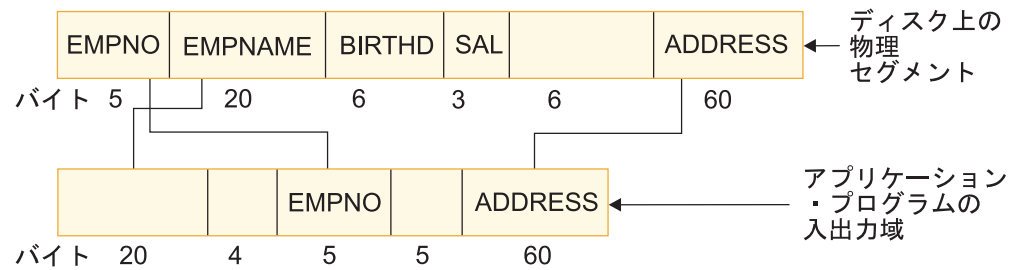 EMPNO EMPNAME BIRTHD SAL ADDRESS
ディスク上の
物理
セグメント
バイト 5 20 6 3 6 60
EMPNO ADDRESS
アプリケーション
・プログラムの
入出力域
バイト 20 4 5 5 60